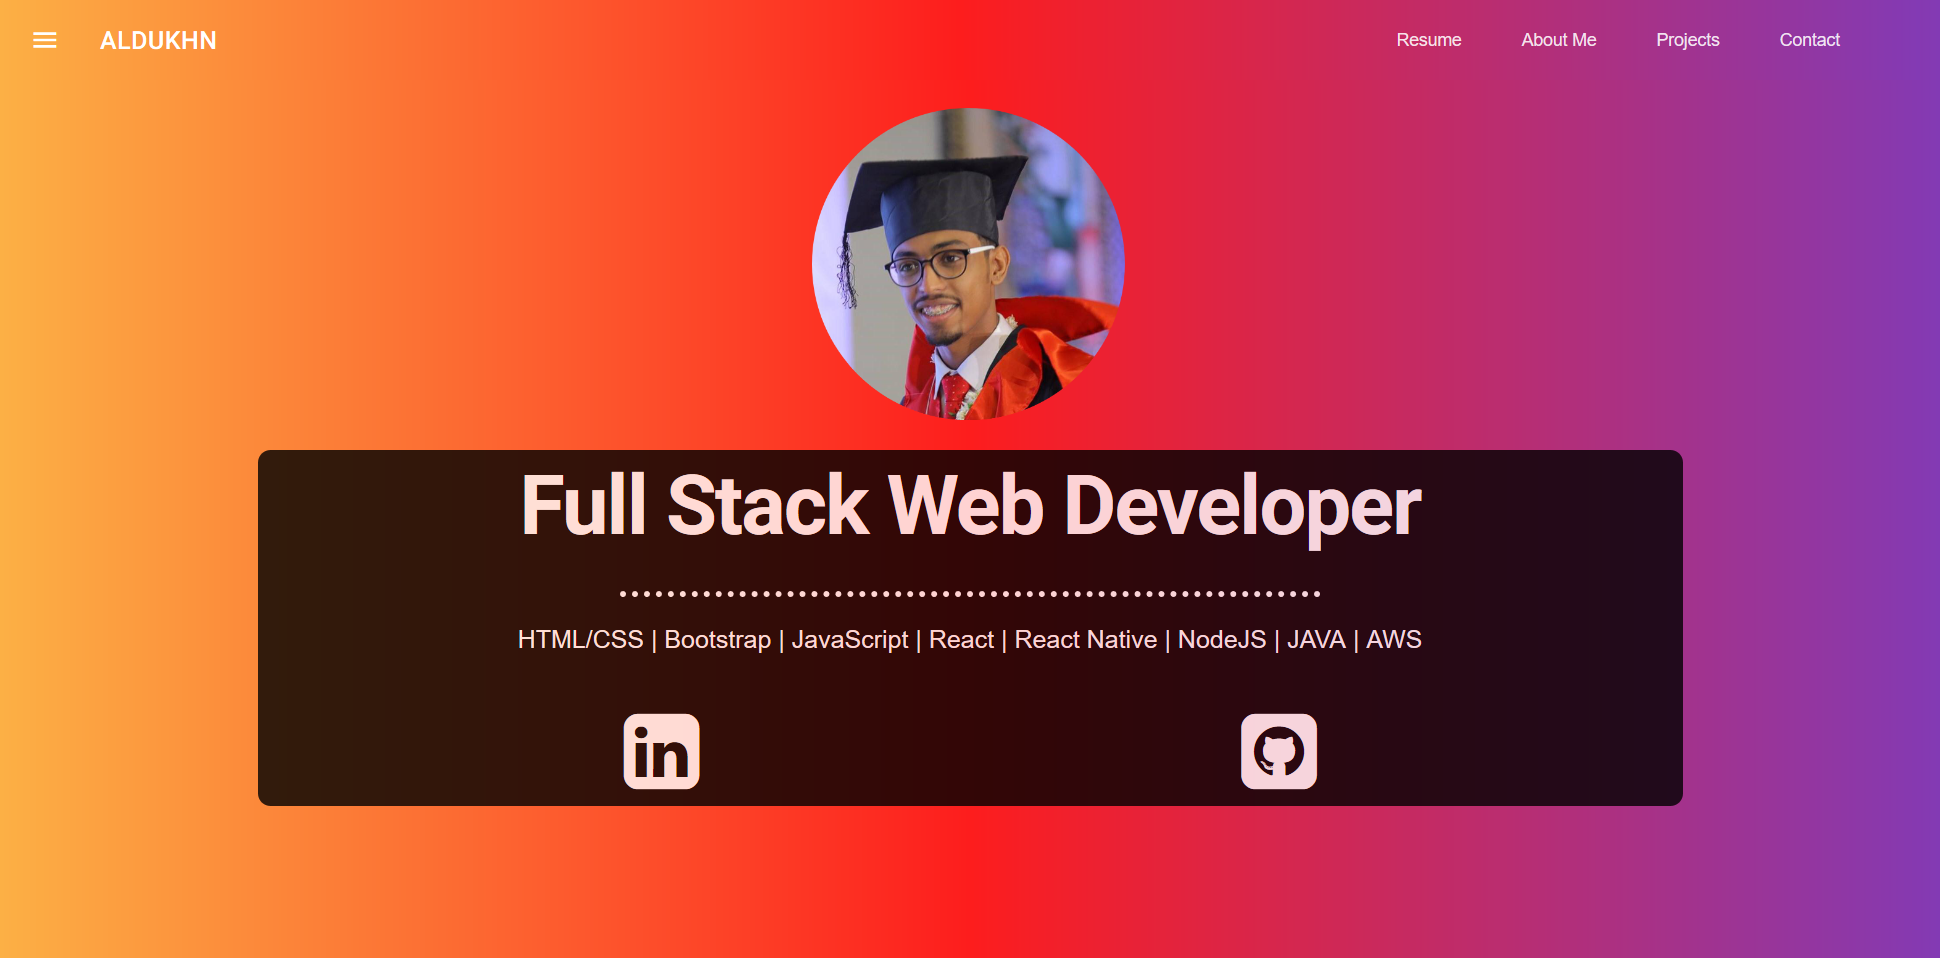 ALDUKHN
Resume About Me Projects Contact
Full Stack Web Developer
HTML/CSS | Bootstrap | JavaScript | React | React Native | NodeJS | JAVA | AWS
in